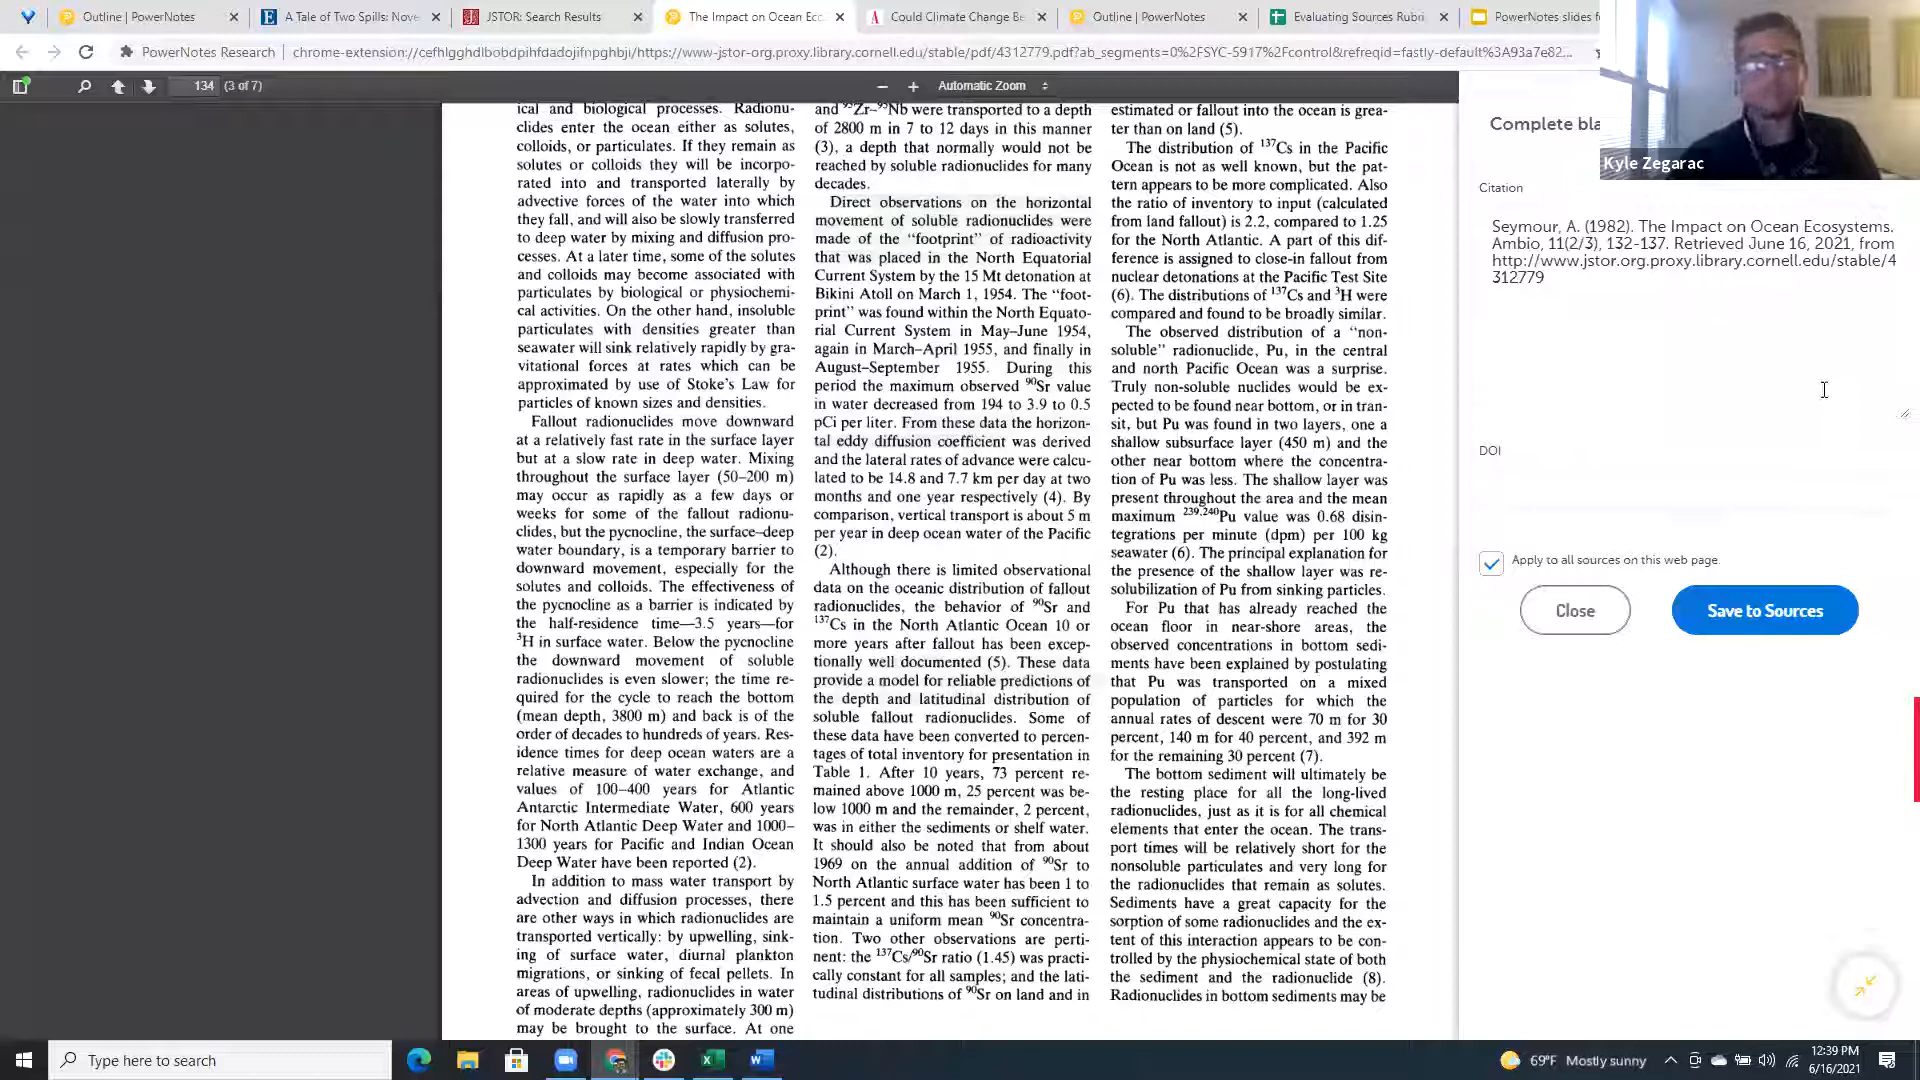 Outline | PowerNotes
A Tale of Two Spills: Nove
JSTOR: Search Results
The Impact on Ocean Ec
Could Climate Change Be
Outline | PowerNotes
Evaluating Sources Rubri
PowerNotes slides f
PowerNotes Research
chrome-extension://cefhlgghdlbobdpihfdadojifnpghbji/https://www-jstor-org.proxy.library.cornell.edu/stable/pdf/4312779.pdf?ab_segments=0%2FSYC-5917%2Fcontrol&refreqid=fastly-default%3A93a7e82...
134 (3 of 7)
Automatic Zoom
ical and biological processes. Radionu-
clides enter the ocean either as solutes,
colloids, or particulates. If they remain as
solutes or colloids they will be incorpo-
rated into and transported laterally by
advective forces of the water into which
they fall, and will also be slowly transferred
to deep water by mixing and diffusion pro-
cesses. At a later time, some of the solutes
and colloids may become associated with
particulates by biological or physiochemi-
cal activities. On the other hand, insoluble
particulates with densities greater than
seawater will sink relatively rapidly by gra-
vitational forces at rates which can be
approximated by use of Stoke's Law for
particles of known sizes and densities.
Fallout radionuclides move downward
at a relatively fast rate in the surface layer
but at a slow rate in deep water. Mixing
throughout the surface layer (50–200 m)
may occur as rapidly as a few days or
weeks for some of the fallout radionu-
clides, but the pycnocline, the surface–deep
water boundary, is a temporary barrier to
downward movement, especially for the
solutes and colloids. The effectiveness of
the pycnocline as a barrier is indicated by
the half-residence time—3.5 years—for
³H in surface water. Below the pycnocline
the downward movement of soluble
radionuclides is even slower; the time re-
quired for the cycle to reach the bottom
(mean depth, 3800 m) and back is of the
order of decades to hundreds of years. Res-
idence times for deep ocean waters are a
relative measure of water exchange, and
values of 100–400 years for Atlantic
Antarctic Intermediate Water, 600 years
for North Atlantic Deep Water and 1000–
1300 years for Pacific and Indian Ocean
Deep Water have been reported (2).
In addition to mass water transport by
advection and diffusion processes, there
are other ways in which radionuclides are
transported vertically: by upwelling, sink-
ing of surface water, diurnal plankton
migrations, or sinking of fecal pellets. In
areas of upwelling, radionuclides in water
of moderate depths (approximately 300 m)
may be brought to the surface. At one
and ⁹⁵Zr–⁹⁵Nb were transported to a depth
of 2800 m in 7 to 12 days in this manner
(3), a depth that normally would not be
reached by soluble radionuclides for many
decades.
Direct observations on the horizontal
movement of soluble radionuclides were
made of the "footprint" of radioactivity
that was placed in the North Equatorial
Current System by the 15 Mt detonation at
Bikini Atoll on March 1, 1954. The "foot-
print" was found within the North Equato-
rial Current System in May–June 1954,
again in March–April 1955, and finally in
August–September 1955. During this
period the maximum observed ⁹⁰Sr value
in water decreased from 194 to 3.9 to 0.5
pCi per liter. From these data the horizon-
tal eddy diffusion coefficient was derived
and the lateral rates of advance were calcu-
lated to be 14.8 and 7.7 km per day at two
months and one year respectively (4). By
comparison, vertical transport is about 5 m
per year in deep ocean water of the Pacific
(2).
Although there is limited observational
data on the oceanic distribution of fallout
radionuclides, the behavior of ⁹⁰Sr and
¹³⁷Cs in the North Atlantic Ocean 10 or
more years after fallout has been excep-
tionally well documented (5). These data
provide a model for reliable predictions of
the depth and latitudinal distribution of
soluble fallout radionuclides. Some of
these data have been converted to percen-
tages of total inventory for presentation in
Table 1. After 10 years, 73 percent re-
mained above 1000 m, 25 percent was be-
low 1000 m and the remainder, 2 percent,
was in either the sediments or shelf water.
It should also be noted that from about
1969 on the annual addition of ⁹⁰Sr to
North Atlantic surface water has been 1 to
1.5 percent and this has been sufficient to
maintain a uniform mean ⁹⁰Sr concentra-
tion. Two other observations are perti-
nent: the ¹³⁷Cs/⁹⁰Sr ratio (1.45) was practi-
cally constant for all samples; and the lati-
tudinal distributions of ⁹⁰Sr on land and in
estimated or fallout into the ocean is grea-
ter than on land (5).
The distribution of ¹³⁷Cs in the Pacific
Ocean is not as well known, but the pat-
tern appears to be more complicated. Also
the ratio of inventory to input (calculated
from land fallout) is 2.2, compared to 1.25
for the North Atlantic. A part of this dif-
ference is assigned to close-in fallout from
nuclear detonations at the Pacific Test Site
(6). The distributions of ¹³⁷Cs and ³H were
compared and found to be broadly similar.
The observed distribution of a "non-
soluble" radionuclide, Pu, in the central
and north Pacific Ocean was a surprise.
Truly non-soluble nuclides would be ex-
pected to be found near bottom, or in tran-
sit, but Pu was found in two layers, one a
shallow subsurface layer (450 m) and the
other near bottom where the concentra-
tion of Pu was less. The shallow layer was
present throughout the area and the mean
maximum ²³⁹,²⁴⁰Pu value was 0.68 disin-
tegrations per minute (dpm) per 100 kg
seawater (6). The principal explanation for
the presence of the shallow layer was re-
solubilization of Pu from sinking particles.
For Pu that has already reached the
ocean floor in near-shore areas, the
observed concentrations in bottom sedi-
ments have been explained by postulating
that Pu was transported on a mixed
population of particles for which the
annual rates of descent were 70 m for 30
percent, 140 m for 40 percent, and 392 m
for the remaining 30 percent (7).
The bottom sediment will ultimately be
the resting place for all the long-lived
radionuclides, just as it is for all chemical
elements that enter the ocean. The trans-
port times will be relatively short for the
nonsoluble particulates and very long for
the radionuclides that remain as solutes.
Sediments have a great capacity for the
sorption of some radionuclides and the ex-
tent of this interaction appears to be con-
trolled by the physiochemical state of both
the sediment and the radionuclide (8).
Radionuclides in bottom sediments may be
Complete bla
Kyle Zegarac
Citation
Seymour, A. (1982). The Impact on Ocean Ecosystems.
Ambio, 11(2/3), 132-137. Retrieved June 16, 2021, from
http://www.jstor.org.proxy.library.cornell.edu/stable/4
312779
DOI
Apply to all sources on this web page.
Close
Save to Sources
Type here to search
69°F Mostly sunny
12:39 PM
6/16/2021